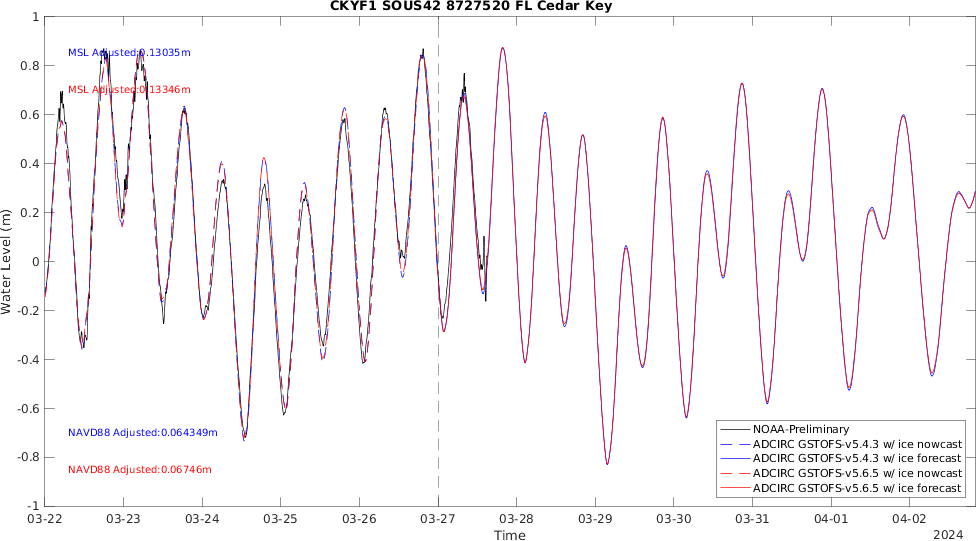 CKYF1 SOUS42 8727520 FL Cedar Key
1
0.8
0.6
0.4
0.2
0
-0.2
-0.4
-0.6
-0.8
-1
Water Level (m)
MSL Adjusted:0.13035m
MSL Adjusted:0.13346m
NAVD88 Adjusted:0.064349m
NAVD88 Adjusted:0.06746m
NOAA-Preliminary
ADCIRC GSTOFS-v5.4.3 w/ ice nowcast
ADCIRC GSTOFS-v5.4.3 w/ ice forecast
ADCIRC GSTOFS-v5.6.5 w/ ice nowcast
ADCIRC GSTOFS-v5.6.5 w/ ice forecast
03-22 03-23 03-24 03-25 03-26 03-27 03-28 03-29 03-30 03-31 04-01 04-02
Time
2024